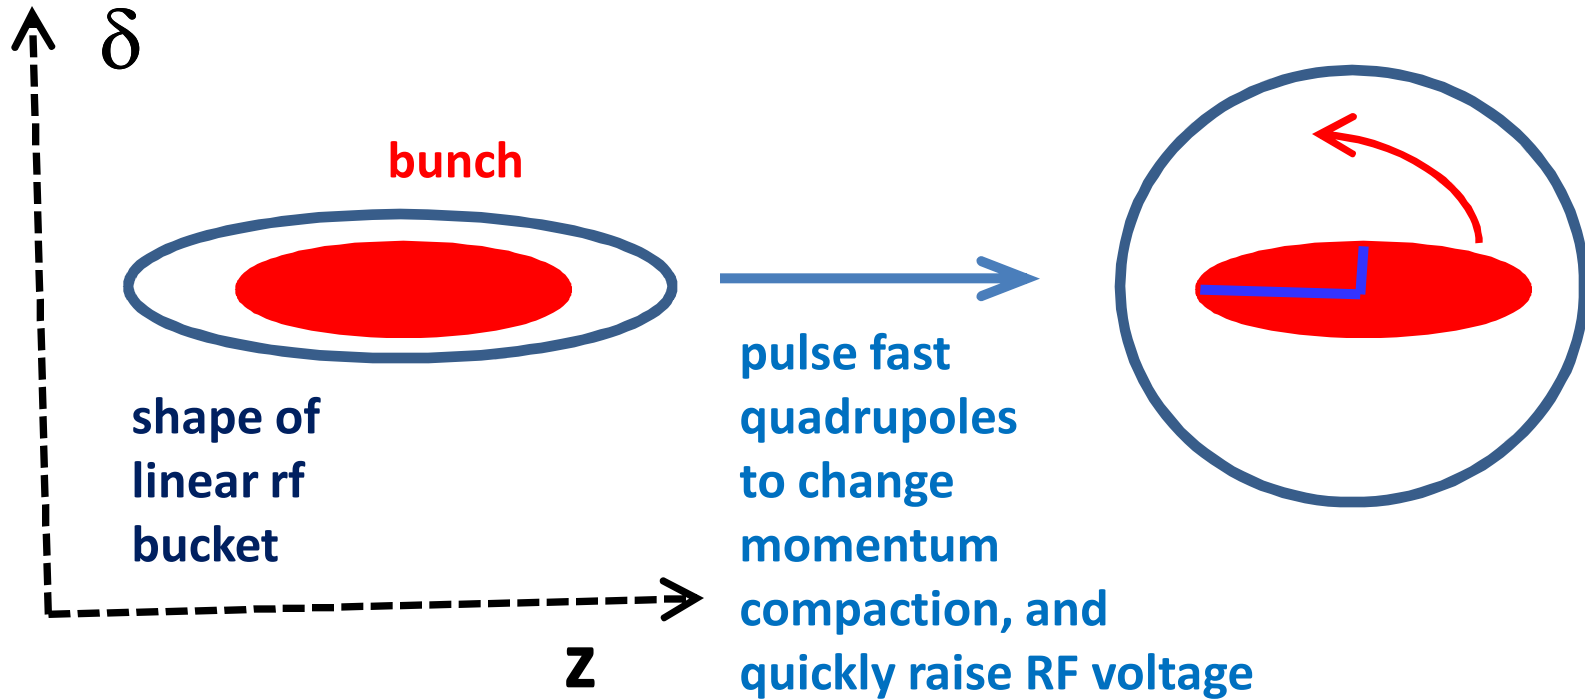 δ
bunch
shape of
linear rf
bucket
z
pulse fast
quadrupoles
to change
momentum
compaction, and
quickly raise RF voltage